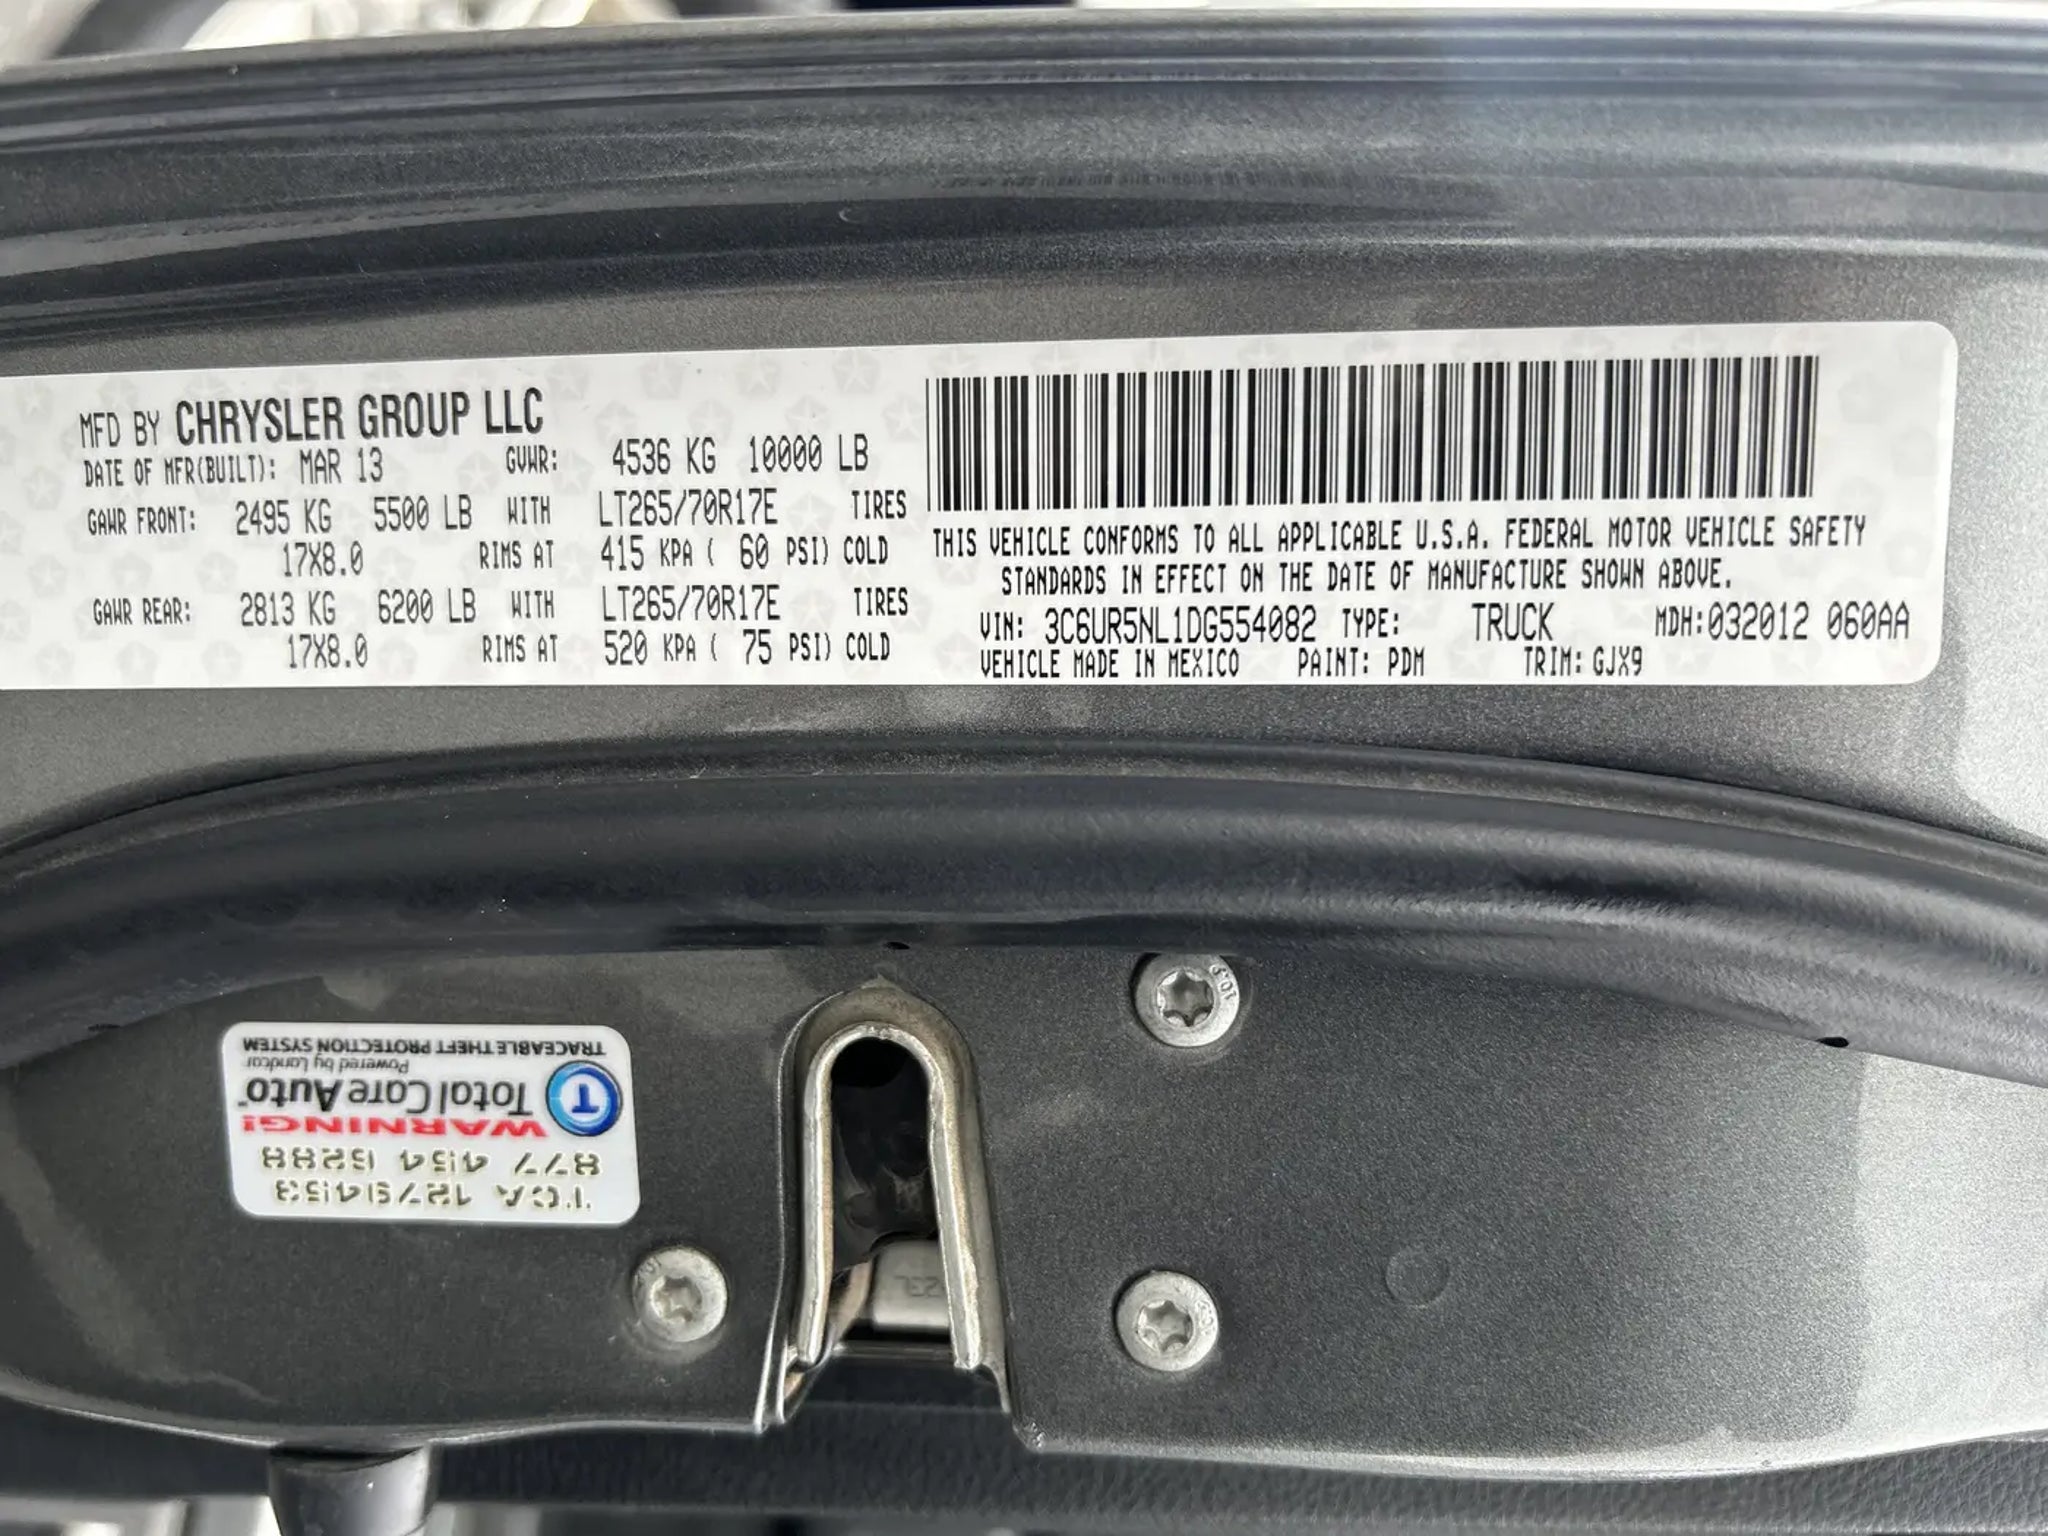 MFD BY CHRYSLER GROUP LLC
DATE OF MFR(BUILT): MAR 13 GVWR: 4536 KG 10000 LB
GAWR FRONT: 2495 KG 5500 LB WITH LT265/70R17E TIRES
17X8.0 RIMS AT 415 KPA ( 60 PSI) COLD
GAWR REAR: 2813 KG 6200 LB WITH LT265/70R17E TIRES
17X8.0 RIMS AT 520 KPA ( 75 PSI) COLD
THIS VEHICLE CONFORMS TO ALL APPLICABLE U.S.A. FEDERAL MOTOR VEHICLE SAFETY
STANDARDS IN EFFECT ON THE DATE OF MANUFACTURE SHOWN ABOVE.
VIN: 3C6UR5NL1DG554082 TYPE: TRUCK MDH:032012 060AA
VEHICLE MADE IN MEXICO PAINT: PDM TRIM: GJX9
TCA 12791453
877 454 6288
WARNING!
T Total Care Auto
Powered by Landcar
TRACEABLE THEFT PROTECTION SYSTEM